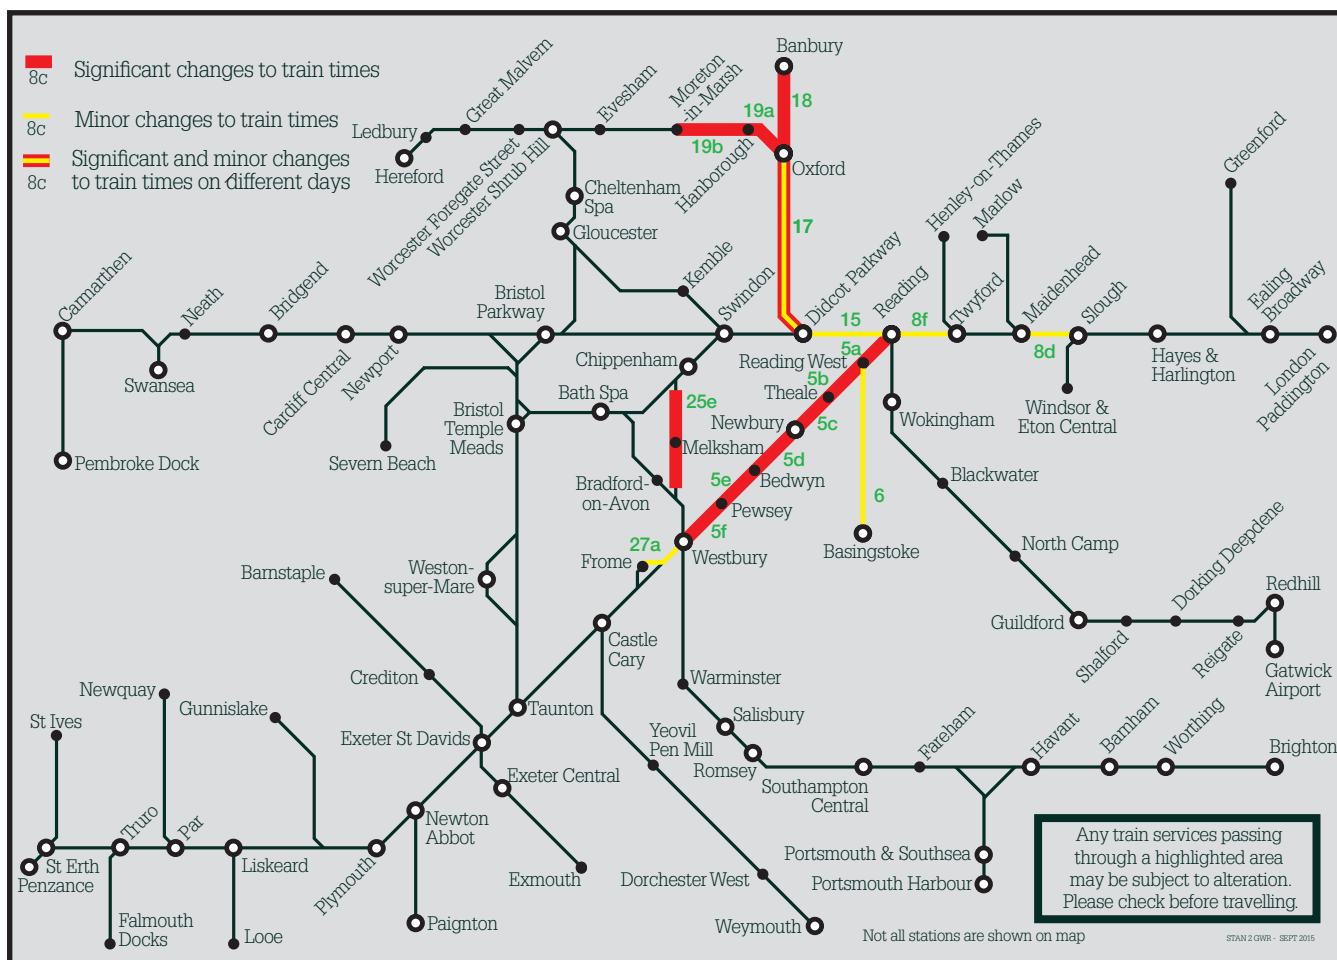 8c
Significant changes to train times
8c
Minor changes to train times
8c
Significant and minor changes
to train times on different days
Banbury
18
19a
19b
Moreton
-in-Marsh
Hanborough
Oxford
17
Evesham
Great Malvern
Ledbury
Hereford
Worcester Foregate Street
Worcester Shrub Hill
Cheltenham
Spa
Gloucester
Kemble
Swindon
Didcot Parkway
Reading
Henley-on-Thames
Marlow
Twyford
Maidenhead
Slough
Greenford
Ealing
Broadway
London
Paddington
Hayes &
Harlington
Windsor &
Eton Central
15
8f
8d
Carmarthen
Neath
Bridgend
Swansea
Cardiff Central
Newport
Bristol
Parkway
Pembroke Dock
Severn Beach
Bristol
Temple
Meads
Bath Spa
Chippenham
25e
Melksham
Bradford-
on-Avon
Reading West
5a
Theale
5b
Newbury
5c
5d
Bedwyn
5e
Pewsey
5f
Westbury
6
Basingstoke
Wokingham
Blackwater
North Camp
Guildford
Shalford
Dorking Deepdene
Reigate
Redhill
Gatwick
Airport
27a
Frome
Weston-
super-Mare
Castle
Cary
Barnstaple
Crediton
Taunton
Exeter St Davids
Exeter Central
Exmouth
Newton
Abbot
Paignton
Plymouth
Gunnislake
Newquay
St Ives
Truro
Par
Liskeard
St Erth
Penzance
Falmouth
Docks
Looe
Warminster
Salisbury
Romsey
Yeovil
Pen Mill
Dorchester West
Weymouth
Southampton
Central
Fareham
Havant
Barnham
Worthing
Brighton
Portsmouth & Southsea
Portsmouth Harbour
Any train services passing
through a highlighted area
may be subject to alteration.
Please check before travelling.
Not all stations are shown on map
STAN 2 GWR - SEPT 2015